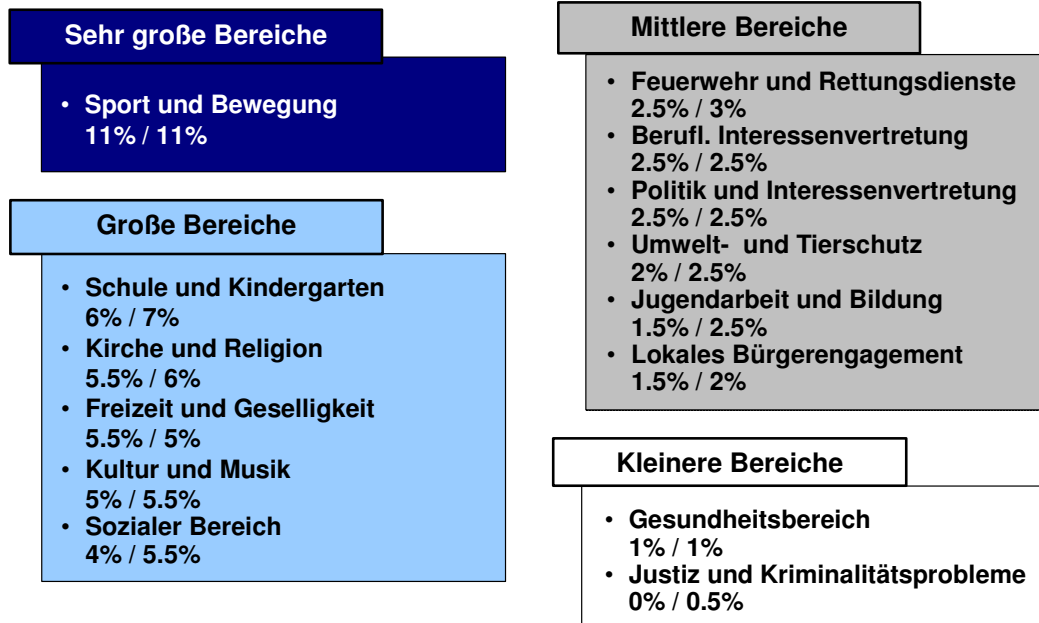 Sehr große Bereiche
• Sport und Bewegung
11% / 11%
Große Bereiche
• Schule und Kindergarten
6% / 7%
• Kirche und Religion
5.5% / 6%
• Freizeit und Geselligkeit
5.5% / 5%
• Kultur und Musik
5% / 5.5%
• Sozialer Bereich
4% / 5.5%
Mittlere Bereiche
• Feuerwehr und Rettungsdienste
2.5% / 3%
• Berufl. Interessenvertretung
2.5% / 2.5%
• Politik und Interessenvertretung
2.5% / 2.5%
• Umwelt- und Tierschutz
2% / 2.5%
• Jugendarbeit und Bildung
1.5% / 2.5%
• Lokales Bürgerengagement
1.5% / 2%
Kleinere Bereiche
• Gesundheitsbereich
1% / 1%
• Justiz und Kriminalitätsprobleme
0% / 0.5%